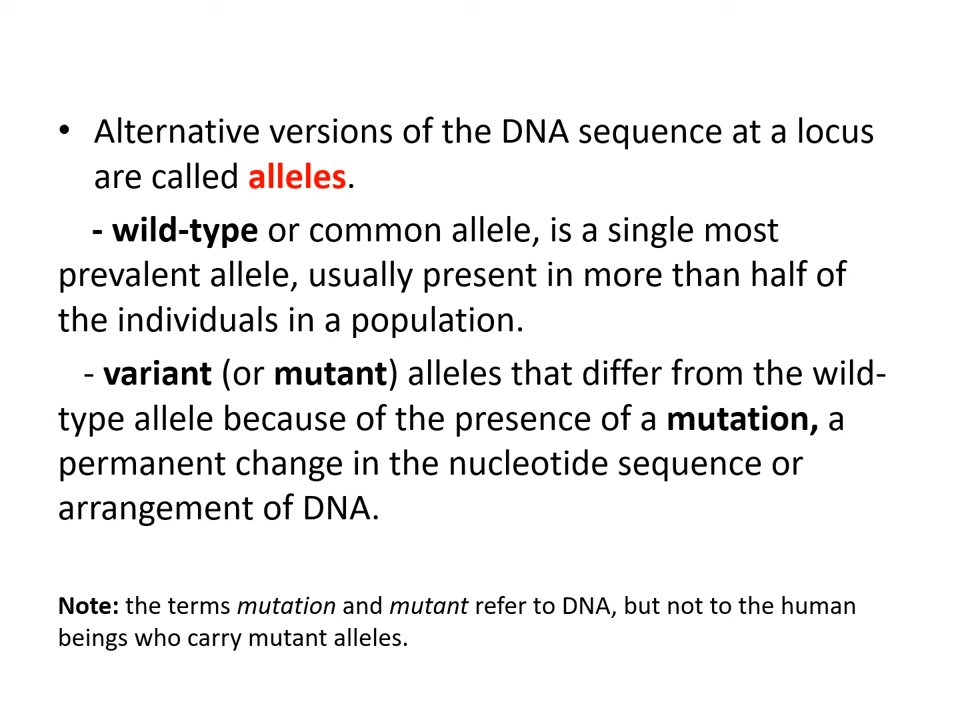 • Alternative versions of the DNA sequence at a locus
are called alleles.
- wild-type or common allele, is a single most
prevalent allele, usually present in more than half of
the individuals in a population.
- variant (or mutant) alleles that differ from the wild-
type allele because of the presence of a mutation, a
permanent change in the nucleotide sequence or
arrangement of DNA.
Note: the terms mutation and mutant refer to DNA, but not to the human
beings who carry mutant alleles.